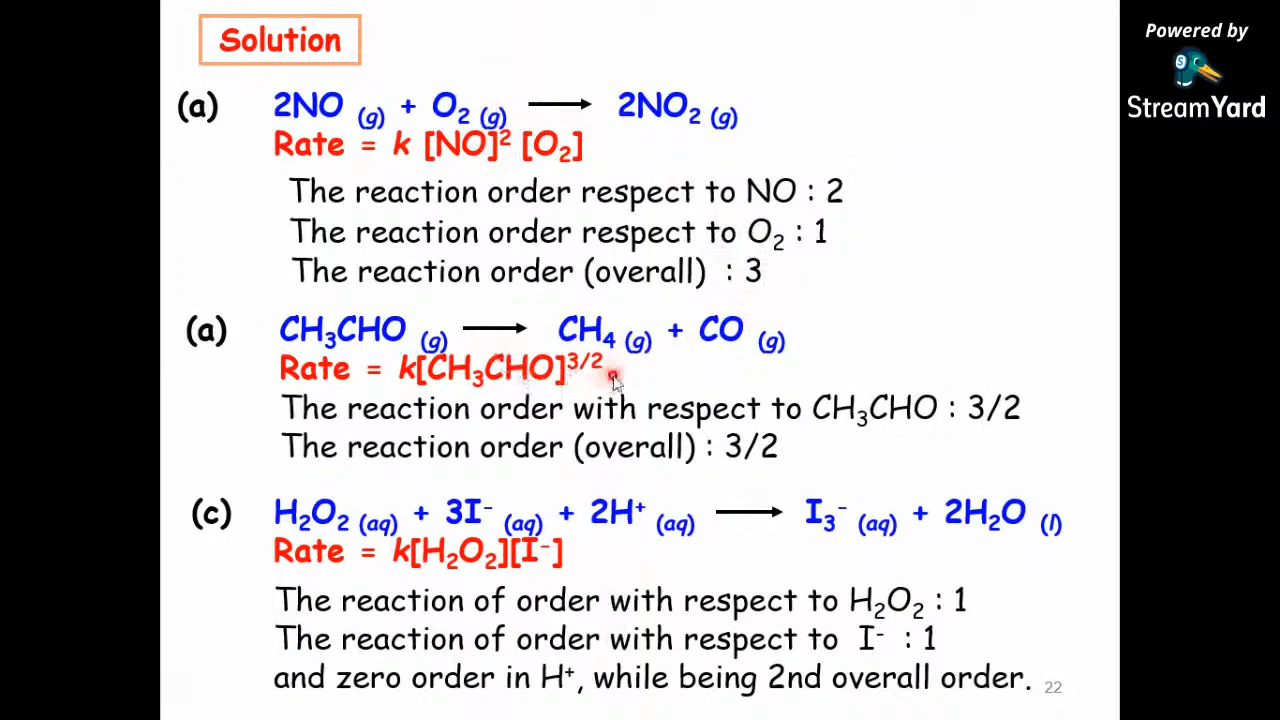 Solution
Powered by
StreamYard
(a) 2NO (g) + O₂ (g) ⟶ 2NO₂ (g)
Rate = k [NO]² [O₂]
The reaction order respect to NO : 2
The reaction order respect to O₂ : 1
The reaction order (overall) : 3
(a) CH₃CHO (g) ⟶ CH₄ (g) + CO (g)
Rate = k[CH₃CHO]³/²
The reaction order with respect to CH₃CHO : 3/2
The reaction order (overall) : 3/2
(c) H₂O₂ (aq) + 3I⁻ (aq) + 2H⁺ (aq) ⟶ I₃⁻ (aq) + 2H₂O (l)
Rate = k[H₂O₂][I⁻]
The reaction of order with respect to H₂O₂ : 1
The reaction of order with respect to I⁻ : 1
and zero order in H⁺, while being 2nd overall order.
22